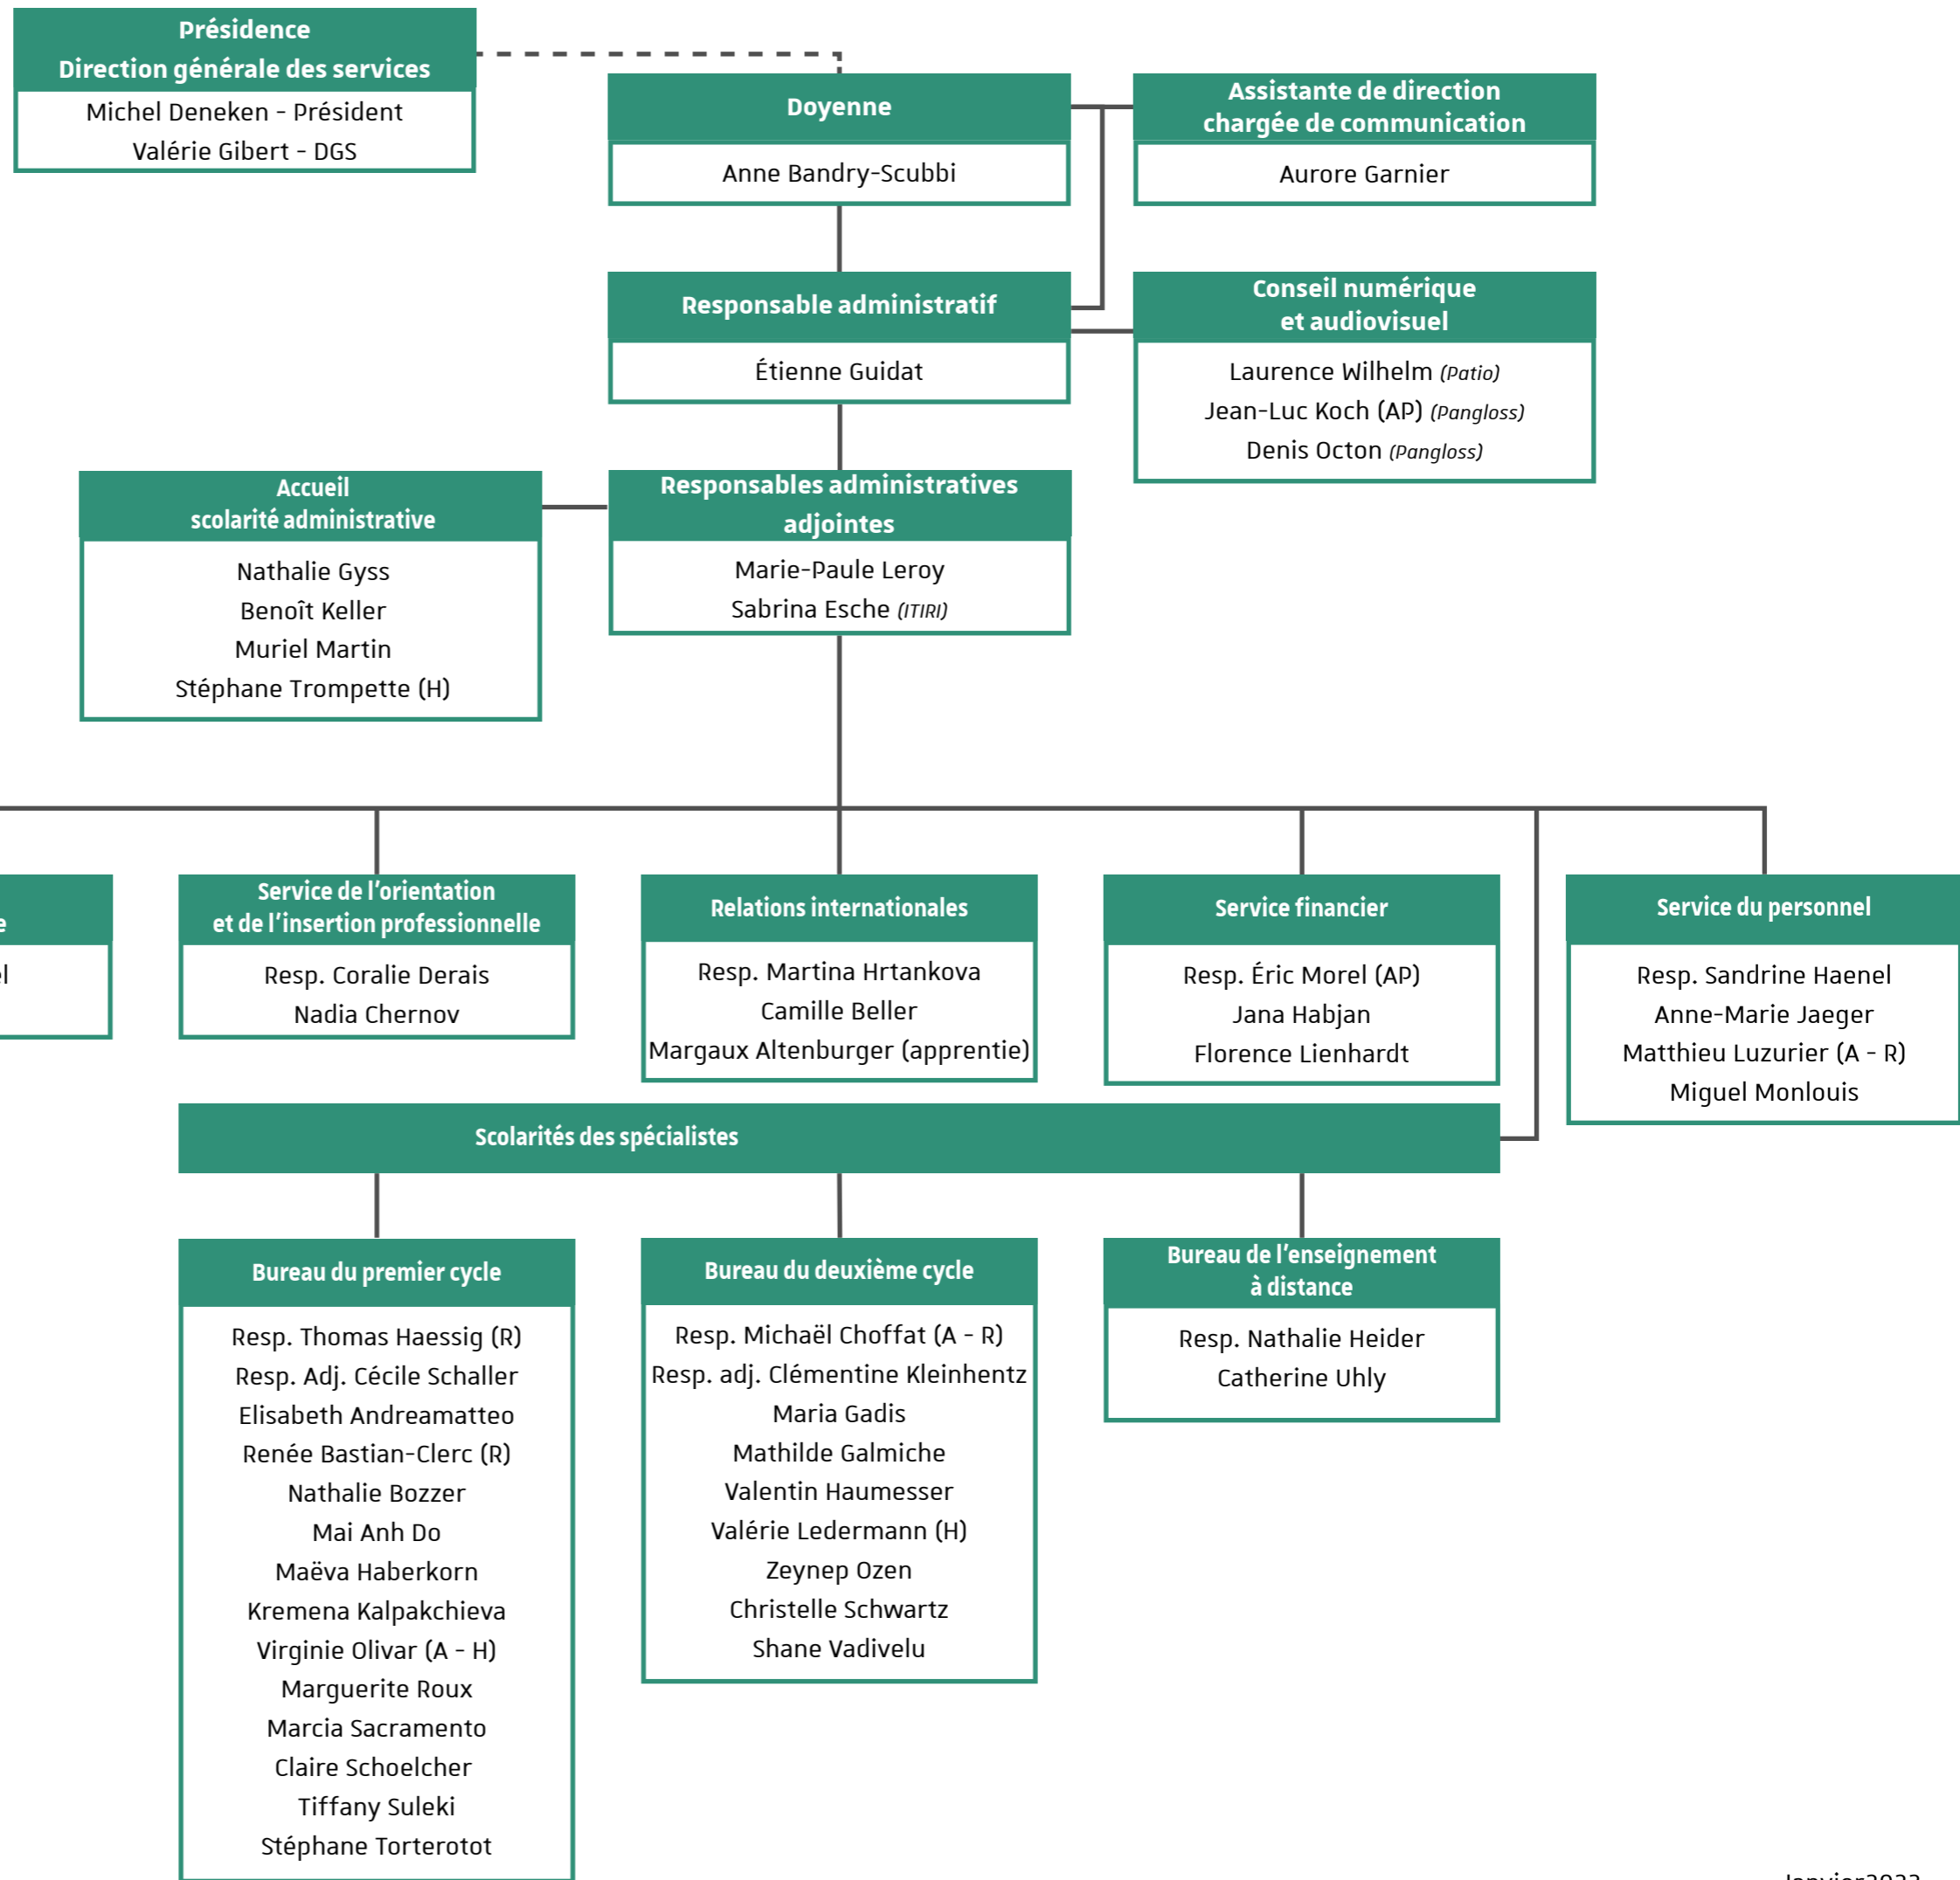 Présidence
Direction générale des services
Michel Deneken - Président
Valérie Gibert - DGS
Doyenne
Anne Bandry-Scubbi
Assistante de direction
chargée de communication
Aurore Garnier
Responsable administratif
Étienne Guidat
Conseil numérique
et audiovisuel
Laurence Wilhelm (Patio)
Jean-Luc Koch (AP) (Pangloss)
Denis Octon (Pangloss)
Accueil
scolarité administrative
Nathalie Gyss
Benoît Keller
Muriel Martin
Stéphane Trompette (H)
Responsables administratives
adjointes
Marie-Paule Leroy
Sabrina Esche (ITIRI)
Service de l'orientation
et de l'insertion professionnelle
Resp. Coralie Derais
Nadia Chernov
Relations internationales
Resp. Martina Hrtankova
Camille Beller
Margaux Altenburger (apprentie)
Service financier
Resp. Éric Morel (AP)
Jana Habjan
Florence Lienhardt
Service du personnel
Resp. Sandrine Haenel
Anne-Marie Jaeger
Matthieu Luzurier (A - R)
Miguel Monlouis
Scolarités des spécialistes
Bureau du premier cycle
Resp. Thomas Haessig (R)
Resp. Adj. Cécile Schaller
Elisabeth Andreamatteo
Renée Bastian-Clerc (R)
Nathalie Bozzer
Mai Anh Do
Maëva Haberkorn
Kremena Kalpakchieva
Virginie Olivar (A - H)
Marguerite Roux
Marcia Sacramento
Claire Schoelcher
Tiffany Suleki
Stéphane Torterotot
Bureau du deuxième cycle
Resp. Michaël Choffat (A - R)
Resp. adj. Clémentine Kleinhentz
Maria Gadis
Mathilde Galmiche
Valentin Haumesser
Valérie Ledermann (H)
Zeynep Ozen
Christelle Schwartz
Shane Vadivelu
Bureau de l'enseignement
à distance
Resp. Nathalie Heider
Catherine Uhly